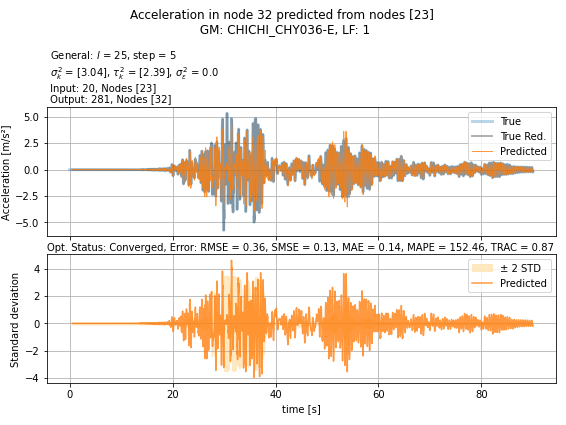 Acceleration in node 32 predicted from nodes [23]
GM: CHICHI_CHY036-E, LF: 1
General: l = 25, step = 5
σ²ₖ = [3.04], τ²ₖ = [2.39], σ²ₑ = 0.0
Input: 20, Nodes [23]
Output: 281, Nodes [32]
Acceleration [m/s²]
5.0
2.5
0.0
−2.5
−5.0
True
True Red.
Predicted
Opt. Status: Converged, Error: RMSE = 0.36, SMSE = 0.13, MAE = 0.14, MAPE = 152.46, TRAC = 0.87
Standard deviation
4
2
0
−2
−4
± 2 STD
Predicted
0 20 40 60 80
time [s]